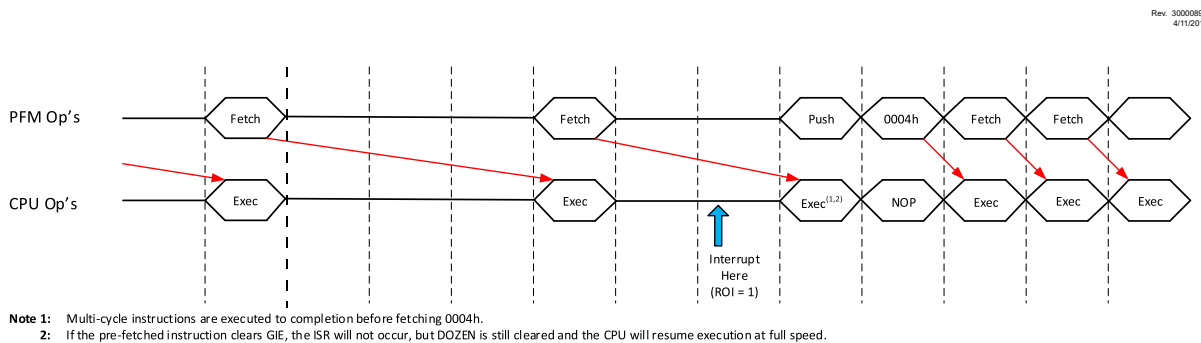 Rev. 3000089
4/11/201
PFM Op's
Fetch
Fetch
Push
0004h
Fetch
Fetch
CPU Op's
Exec
Exec
Exec(1,2)
NOP
Exec
Exec
Exec
Interrupt
Here
(ROI = 1)
Note 1: Multi-cycle instructions are executed to completion before fetching 0004h.
2: If the pre-fetched instruction clears GIE, the ISR will not occur, but DOZEN is still cleared and the CPU will resume execution at full speed.